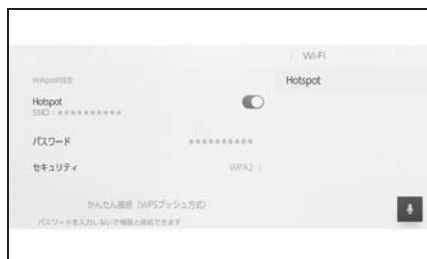 Wi-Fi
Hotspotの設定
Hotspot
Hotspot
SSID：**********
パスワード **********
セキュリティ WPA2
かんたん接続（WPSプッシュ方式）
パスワードを入力しないで機器と接続できます